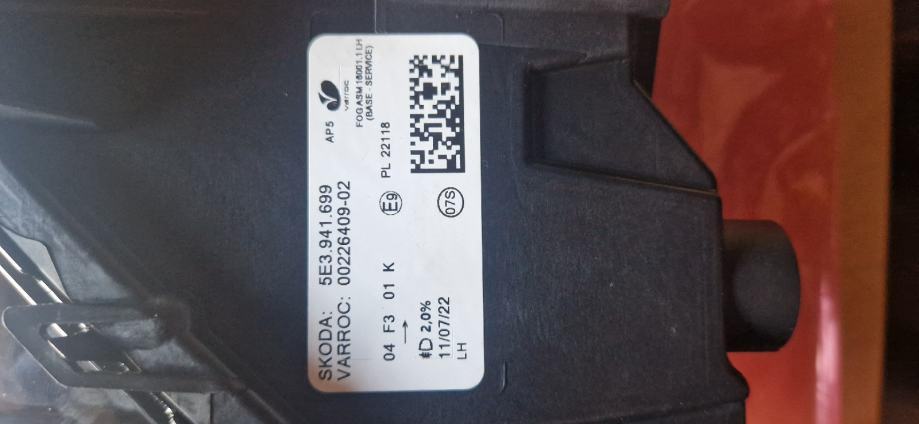 SKODA: 5E3.941.699
VARROC: 00226409-02
AP5
varroc
FOG ASM 16001.1 LH
(BASE - SERVICE)
04 F3 01 K
E9
PL 22118
2,0%
11/07/22
07S
LH